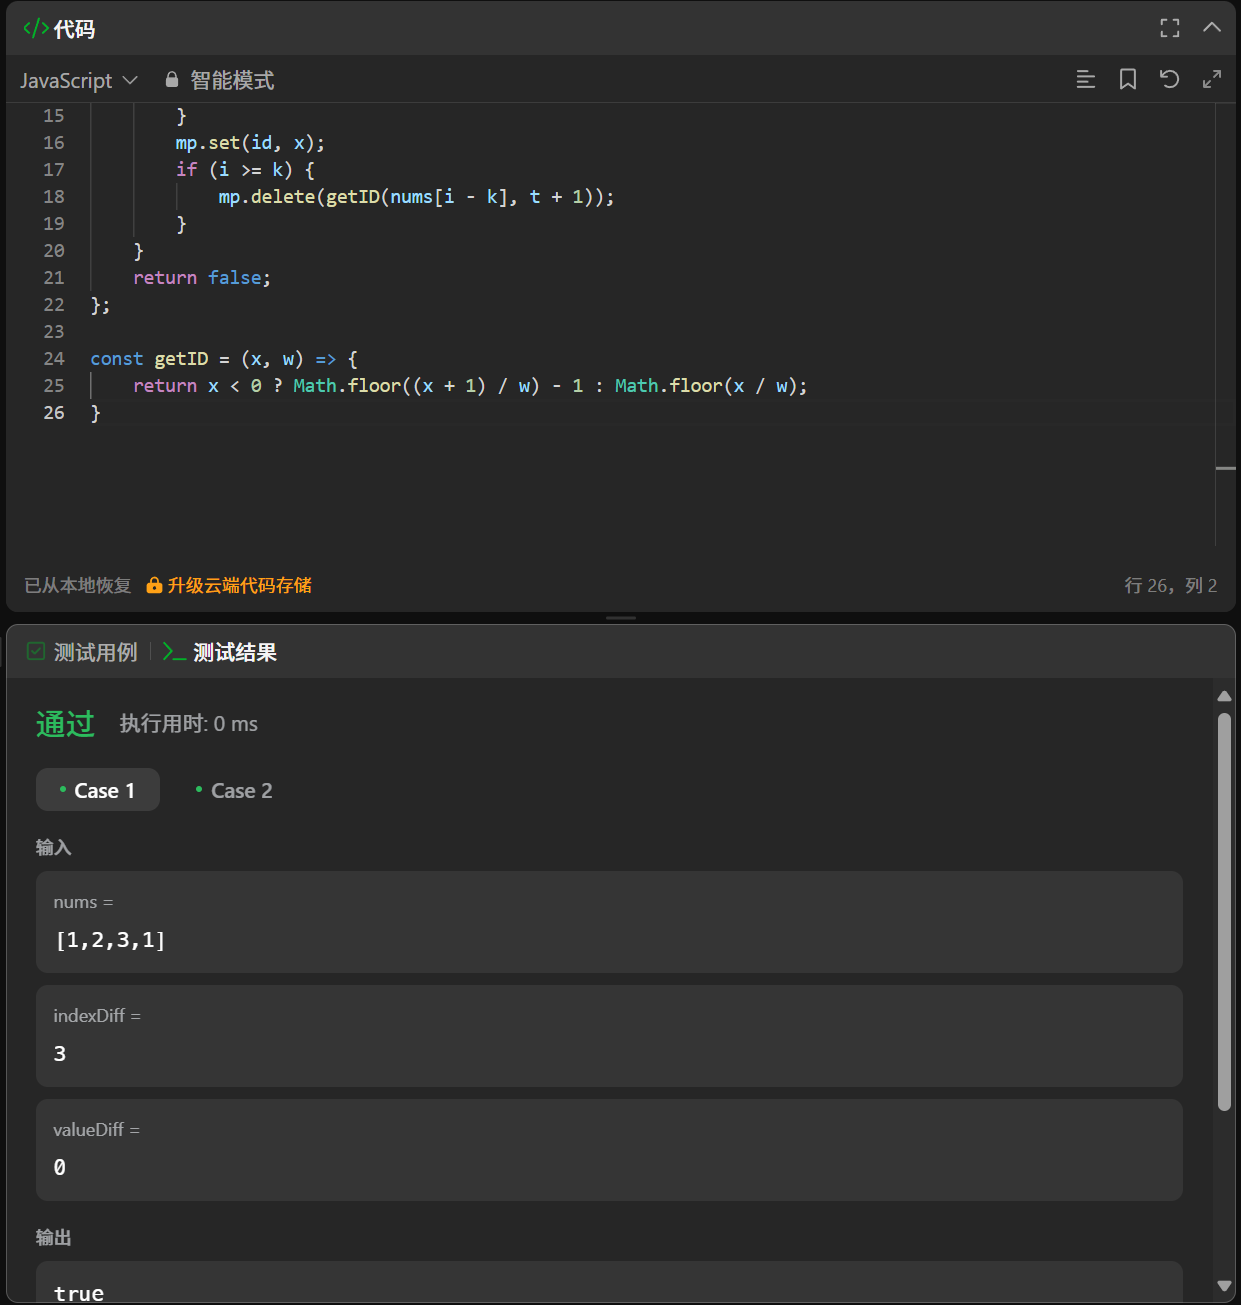 </> 代码
JavaScript 智能模式
15 }
16 mp.set(id, x);
17 if (i >= k) {
18 mp.delete(getID(nums[i - k], t + 1));
19 }
20 }
21 return false;
22 };
23
24 const getID = (x, w) => {
25 return x < 0 ? Math.floor((x + 1) / w) - 1 : Math.floor(x / w);
26 }
已从本地恢复 升级云端代码存储 行 26，列 2
测试用例 >_ 测试结果
通过 执行用时: 0 ms
• Case 1 • Case 2
输入
nums =
[1,2,3,1]
indexDiff =
3
valueDiff =
0
输出
true